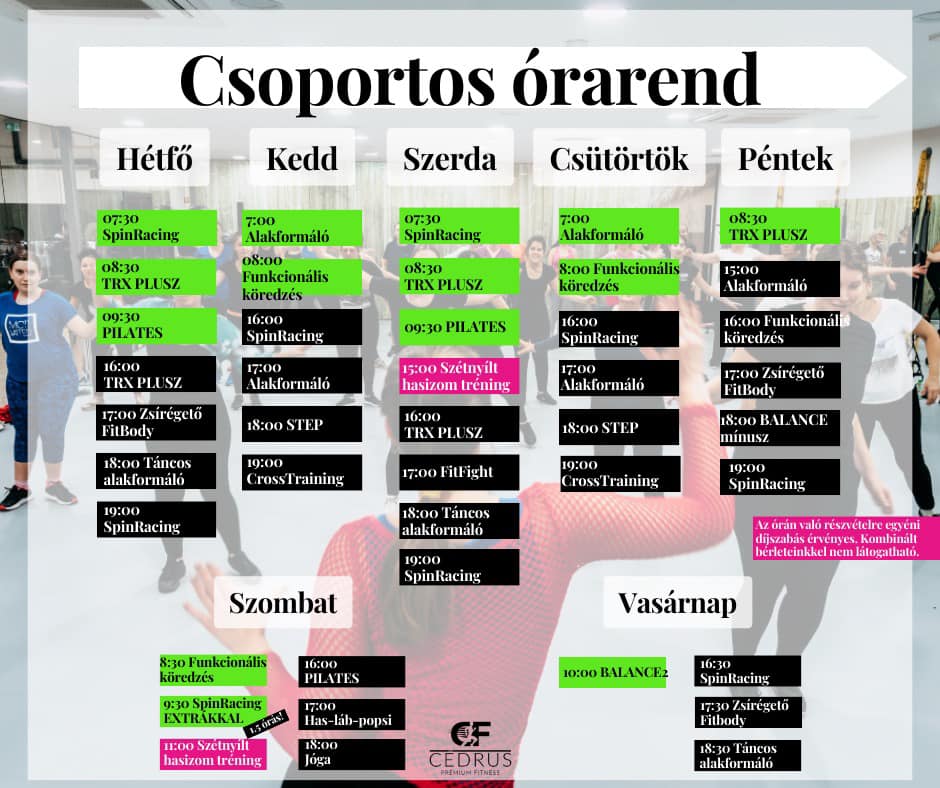 Csoportos órarend
Hétfő
07:30
SpinRacing
08:30
TRX PLUSZ
09:30
PILATES
16:00
TRX PLUSZ
17:00 Zsírégető
FitBody
18:00 Táncos
alakformáló
19:00
SpinRacing
Kedd
7:00
Alakformáló
08:00
Funkcionális
köredzés
16:00
SpinRacing
17:00
Alakformáló
18:00 STEP
19:00
CrossTraining
Szerda
07:30
SpinRacing
08:30
TRX PLUSZ
09:30 PILATES
15:00 Szétnyílt
hasizom tréning
16:00
TRX PLUSZ
17:00 FitFight
18:00 Táncos
alakformáló
19:00
SpinRacing
Csütörtök
7:00
Alakformáló
8:00 Funkcionális
köredzés
16:00
SpinRacing
17:00
Alakformáló
18:00 STEP
19:00
CrossTraining
Péntek
08:30
TRX PLUSZ
15:00
Alakformáló
16:00 Funkcionális
köredzés
17:00 Zsírégető
FitBody
18:00 BALANCE
mínusz
19:00
SpinRacing
Az órán való részvételre egyéni
díjszabás érvényes. Kombinált
bérleteinkkel nem látogatható.
Szombat
8:30 Funkcionális
köredzés
9:30 SpinRacing
EXTRÁKKAL
1,5 órás!
11:00 Szétnyílt
hasizom tréning
16:00
PILATES
17:00
Has-láb-popsi
18:00
Jóga
Vasárnap
10:00 BALANCE2
16:30
SpinRacing
17:30 Zsírégető
Fitbody
18:30 Táncos
alakformáló
CF
CEDRUS
PREMIUM FITNESS